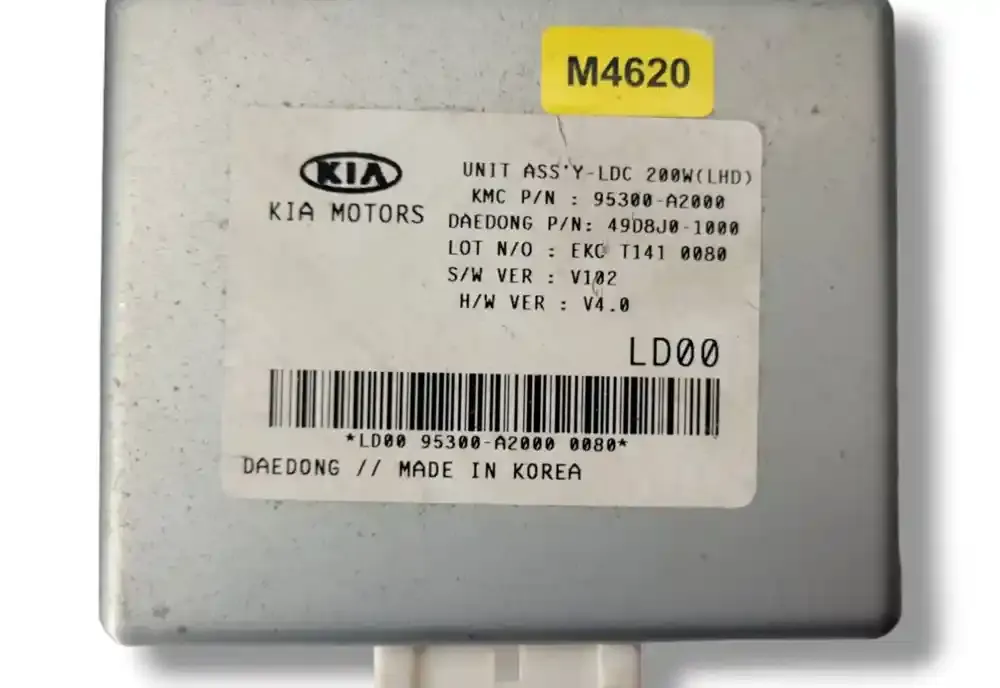 M4620
KIA
KIA MOTORS
UNIT ASS'Y-LDC 200W(LHD)
KMC P/N : 95300-A2000
DAEDONG P/N: 49D8J0-1000
LOT N/O : EKC T141 0080
S/W VER : V102
H/W VER : V4.0
LD00
*LD00 95300-A2000 0080*
DAEDONG // MADE IN KOREA